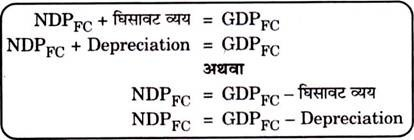 NDP_FC + घिसावट व्यय = GDP_FC
NDP_FC + Depreciation = GDP_FC
अथवा
NDP_FC = GDP_FC – घिसावट व्यय
NDP_FC = GDP_FC – Depreciation